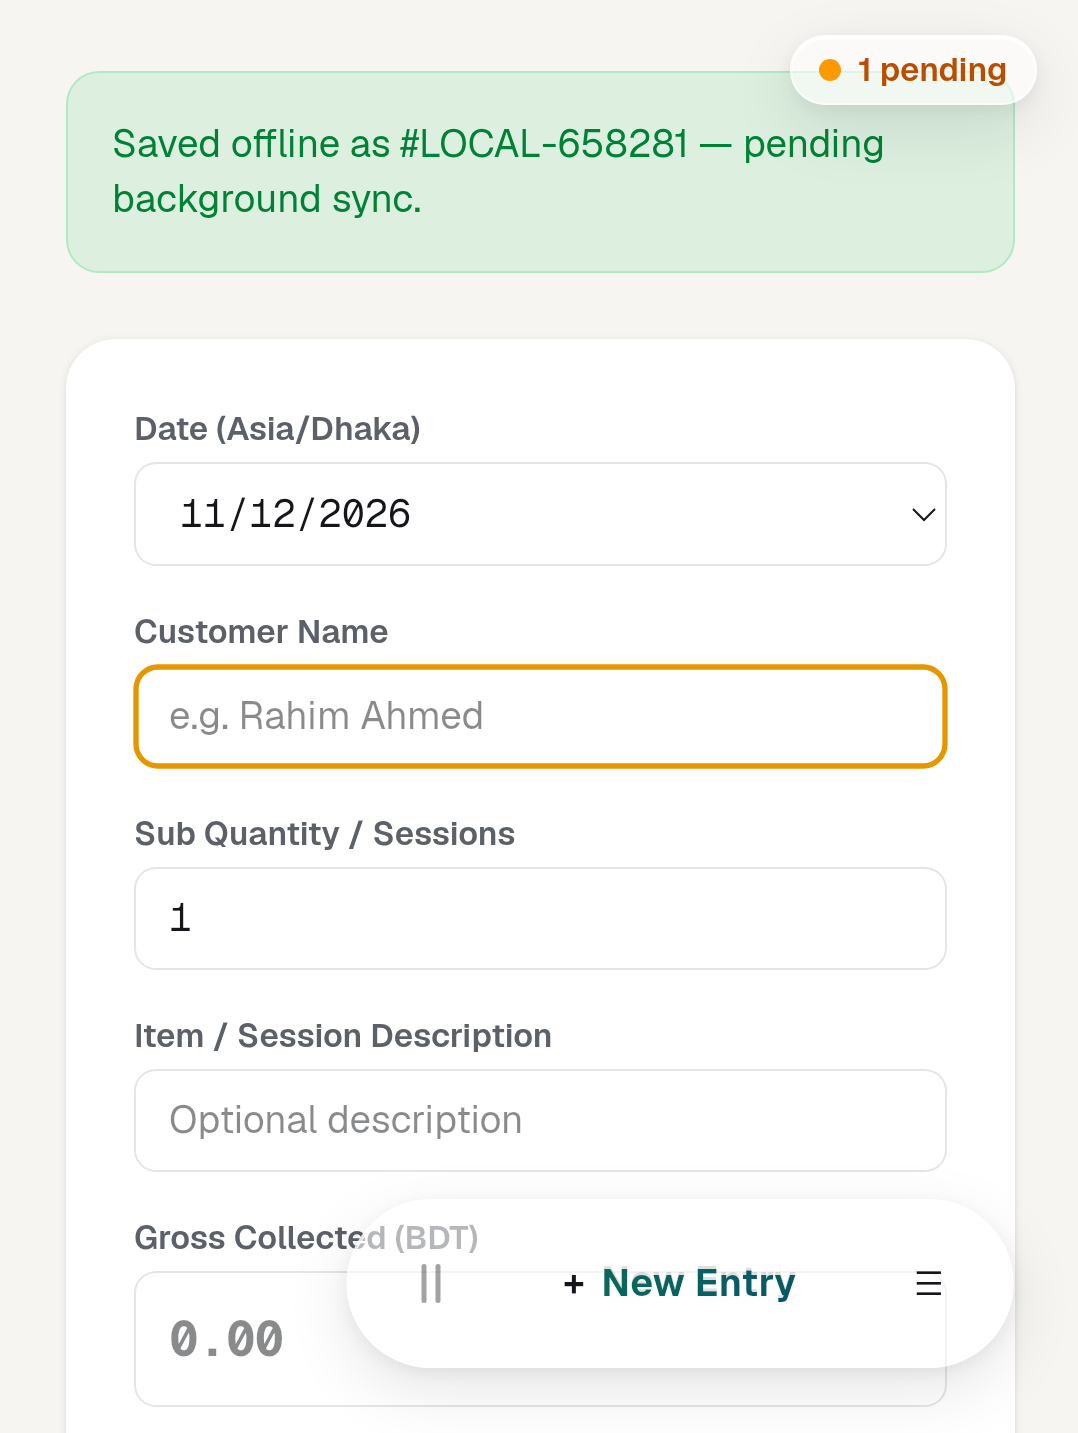 1 pending
Saved offline as #LOCAL-658281 — pending
background sync.
Date (Asia/Dhaka)
11/12/2026
Customer Name
e.g. Rahim Ahmed
Sub Quantity / Sessions
1
Item / Session Description
Optional description
Gross Collected (BDT)
+ New Entry
0.00